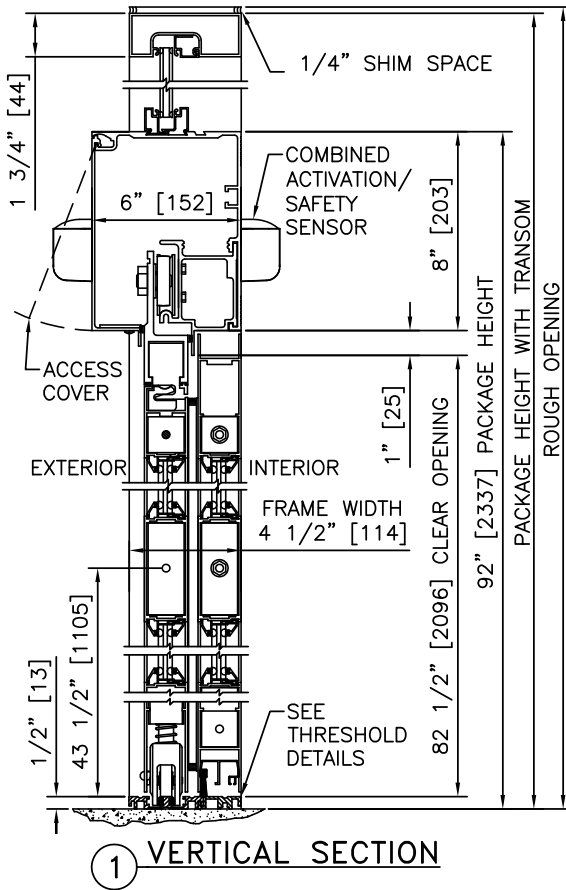 1/4” SHIM SPACE
1 3/4” [44]
COMBINED
ACTIVATION/
SAFETY
SENSOR
6” [152]
8” [203]
ACCESS
COVER
1” [25]
EXTERIOR
INTERIOR
FRAME WIDTH
4 1/2” [114]
82 1/2” [2096] CLEAR OPENING
92” [2337] PACKAGE HEIGHT
PACKAGE HEIGHT WITH TRANSOM
ROUGH OPENING
1/2” [13]
43 1/2” [1105]
SEE
THRESHOLD
DETAILS
1 VERTICAL SECTION